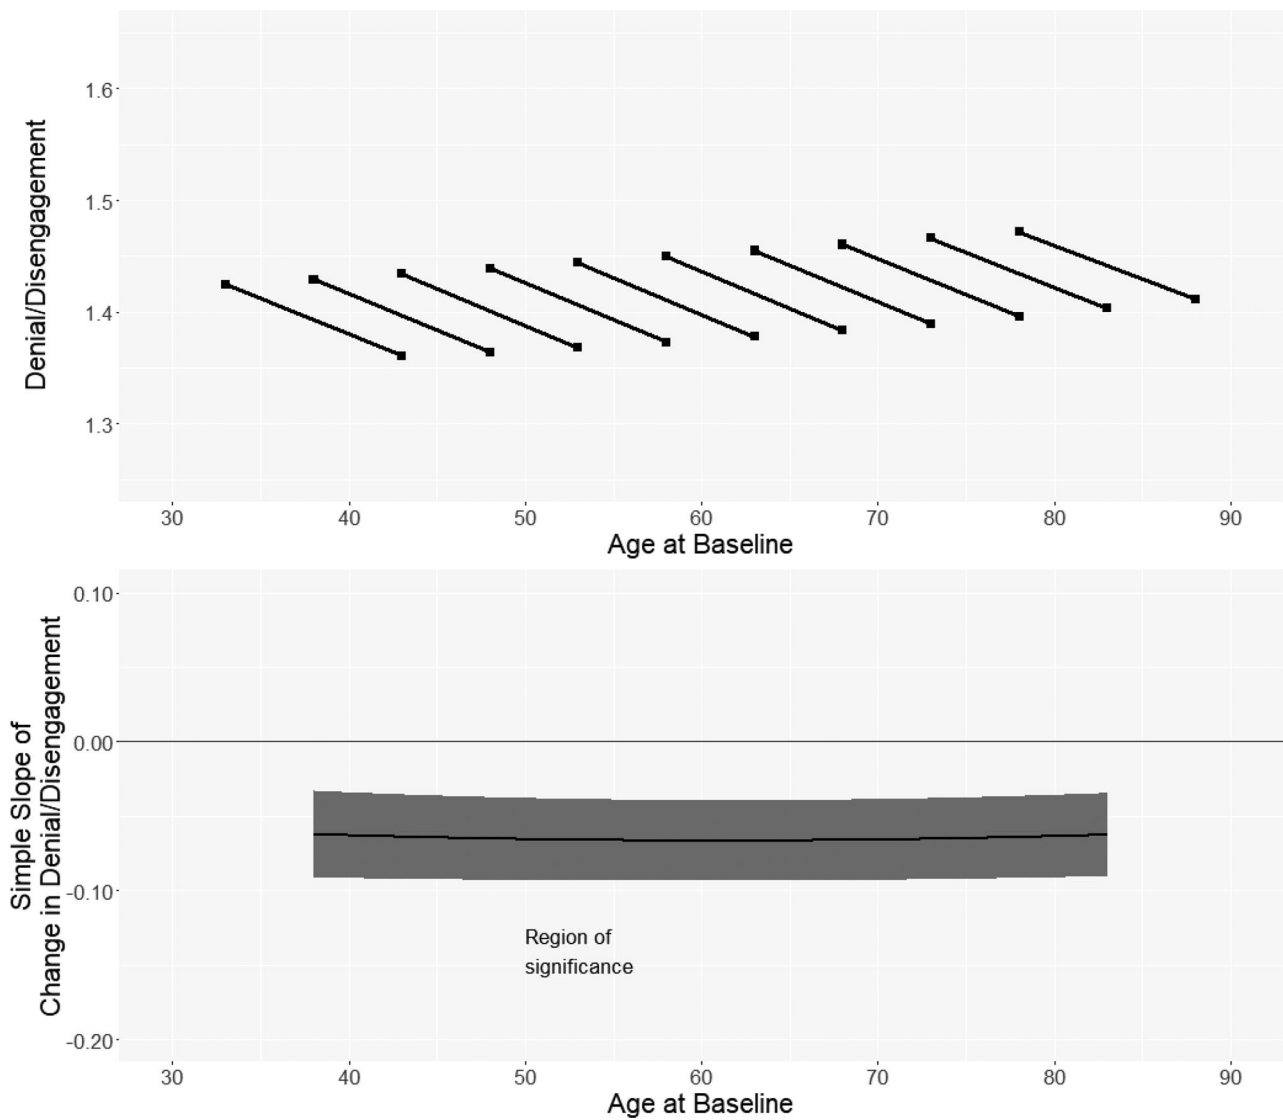 Denial/Disengagement
1.6
1.5
1.4
1.3
30 40 50 60 70 80 90
Age at Baseline
Simple Slope of
Change in Denial/Disengagement
0.10
0.00
-0.10
-0.20
Region of
significance
30 40 50 60 70 80 90
Age at Baseline